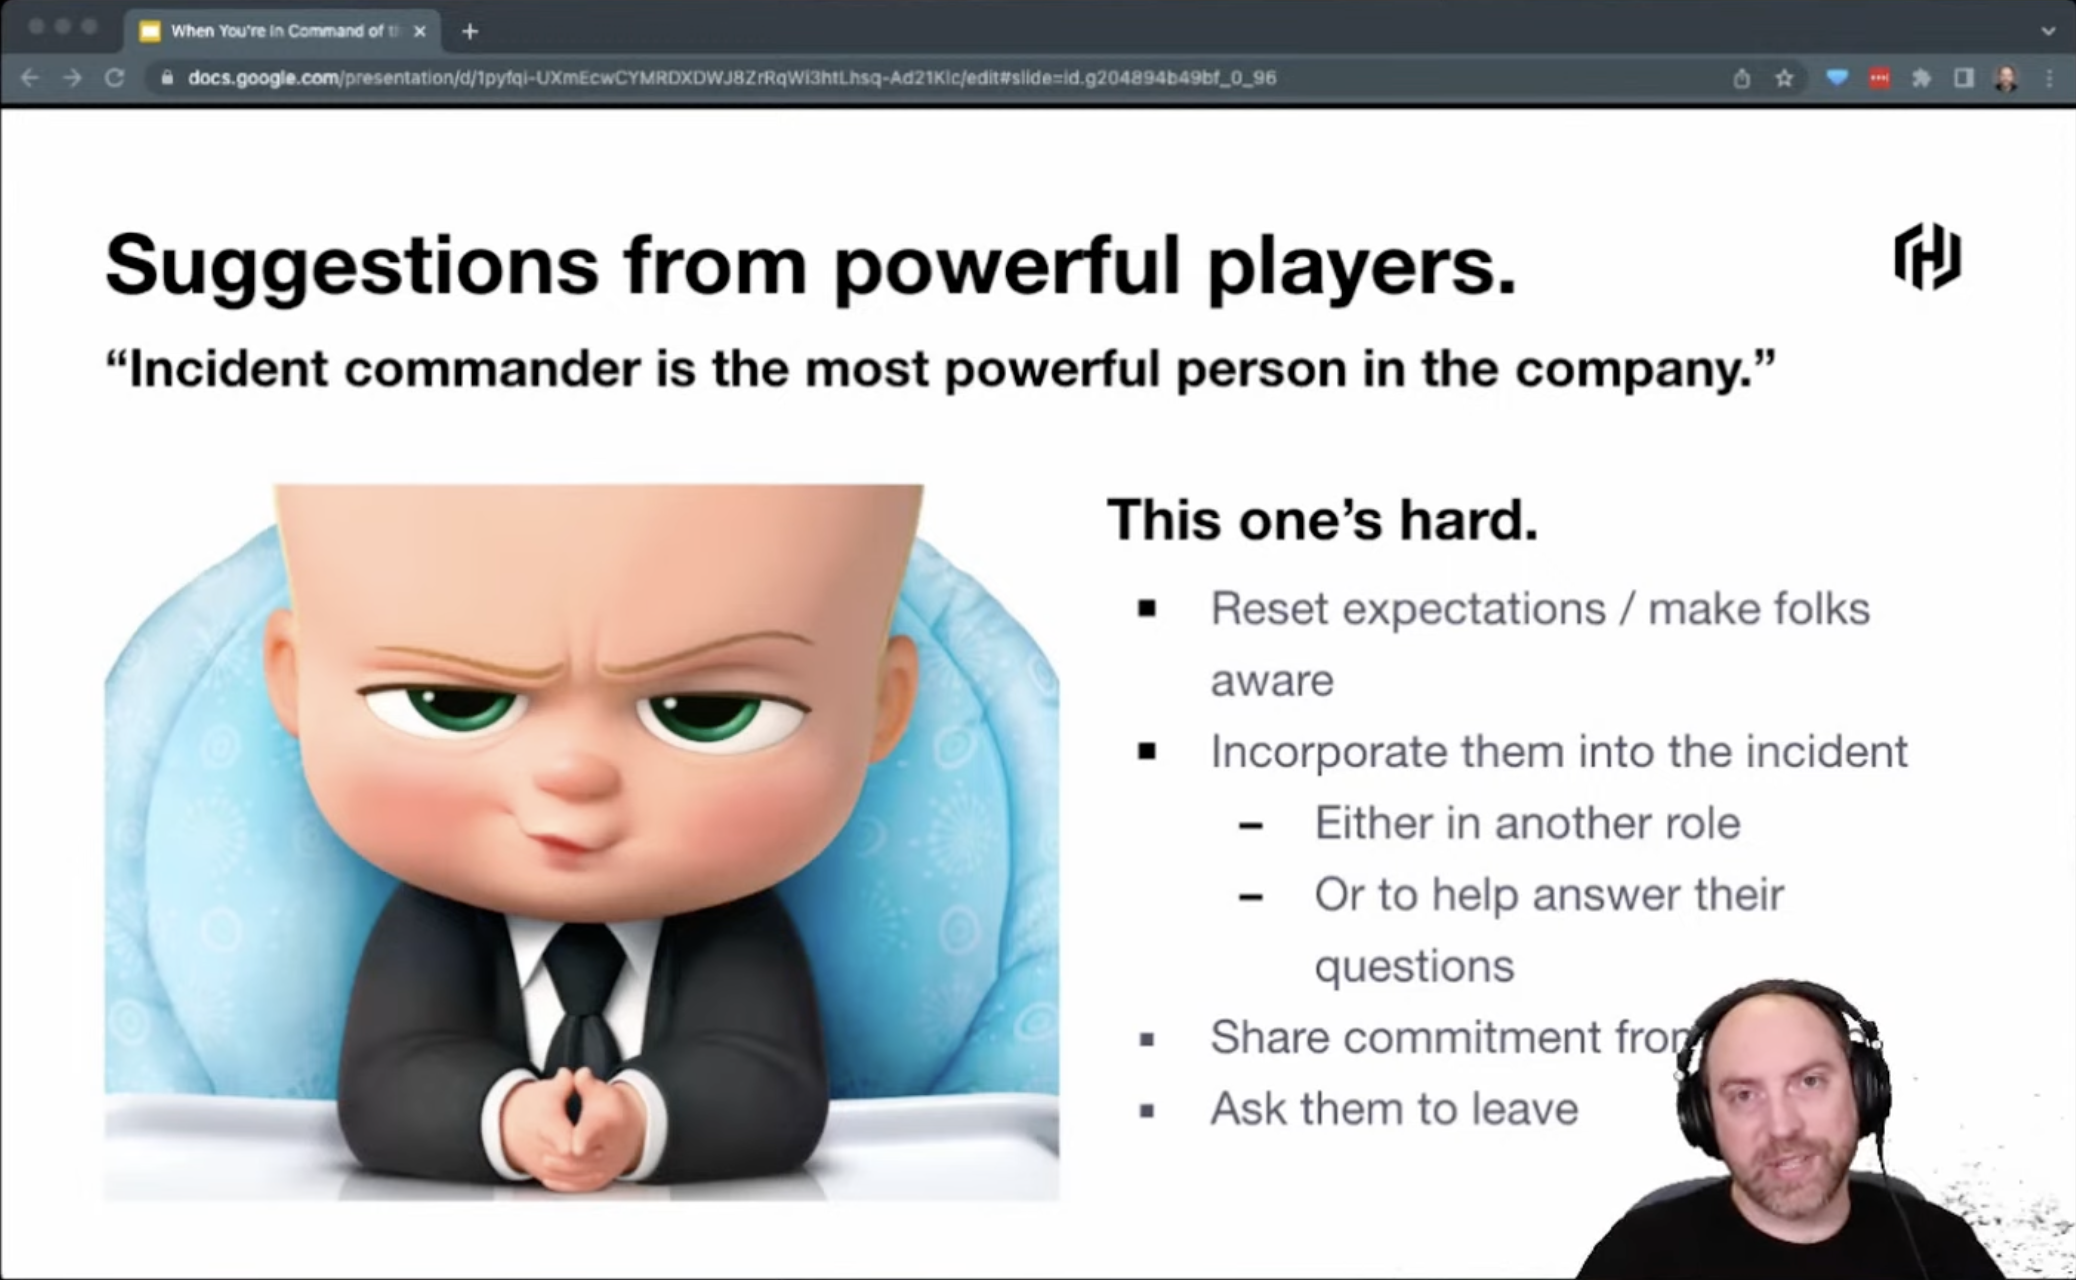 When You're in Command of th
docs.google.com/presentation/d/1pyfqi-UXmEcwCYMRDXDWJ8ZrRqWi3htLhsq-Ad21Kic/edit#slide=id.g204894b49bf_0_96
Suggestions from powerful players.
“Incident commander is the most powerful person in the company.”
This one’s hard.
▪ Reset expectations / make folks
aware
▪ Incorporate them into the incident
– Either in another role
– Or to help answer their
questions
▪ Share commitment from
▪ Ask them to leave